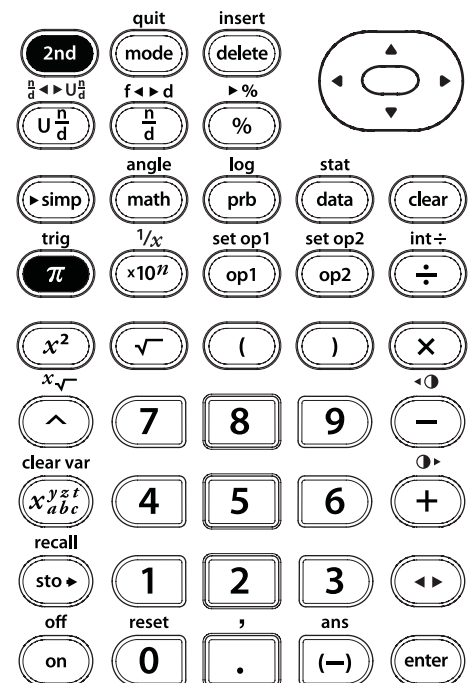 quit insert
2nd mode delete
n/d ◂▸ U n/d f ◂▸ d ▸%
U n/d n/d %
angle log stat
▸simp math prb data clear
trig 1/x set op1 set op2 int÷
π ×10ⁿ op1 op2 ÷
x² √ ( ) ×
ˣ√ ◂◑
^ 7 8 9 −
clear var ◑▸
x y z t a b c 4 5 6 +
recall
sto➧ 1 2 3 ◂▸
off reset , ans
on 0 . (−) enter